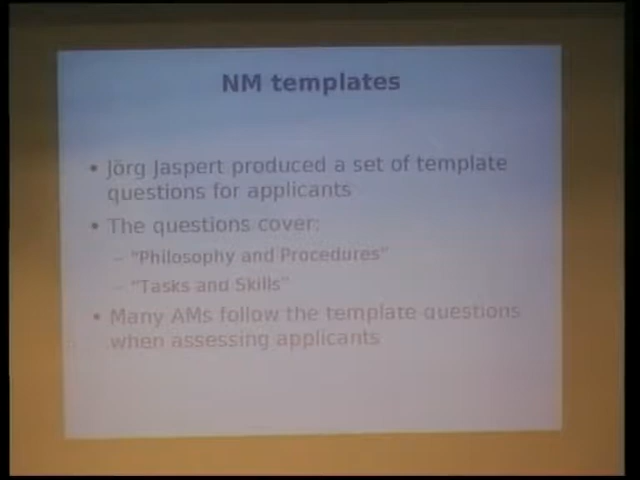 NM templates
• Jörg Jaspert produced a set of template
questions for applicants
• The questions cover:
– "Philosophy and Procedures"
– "Tasks and Skills"
• Many AMs follow the template questions
when assessing applicants